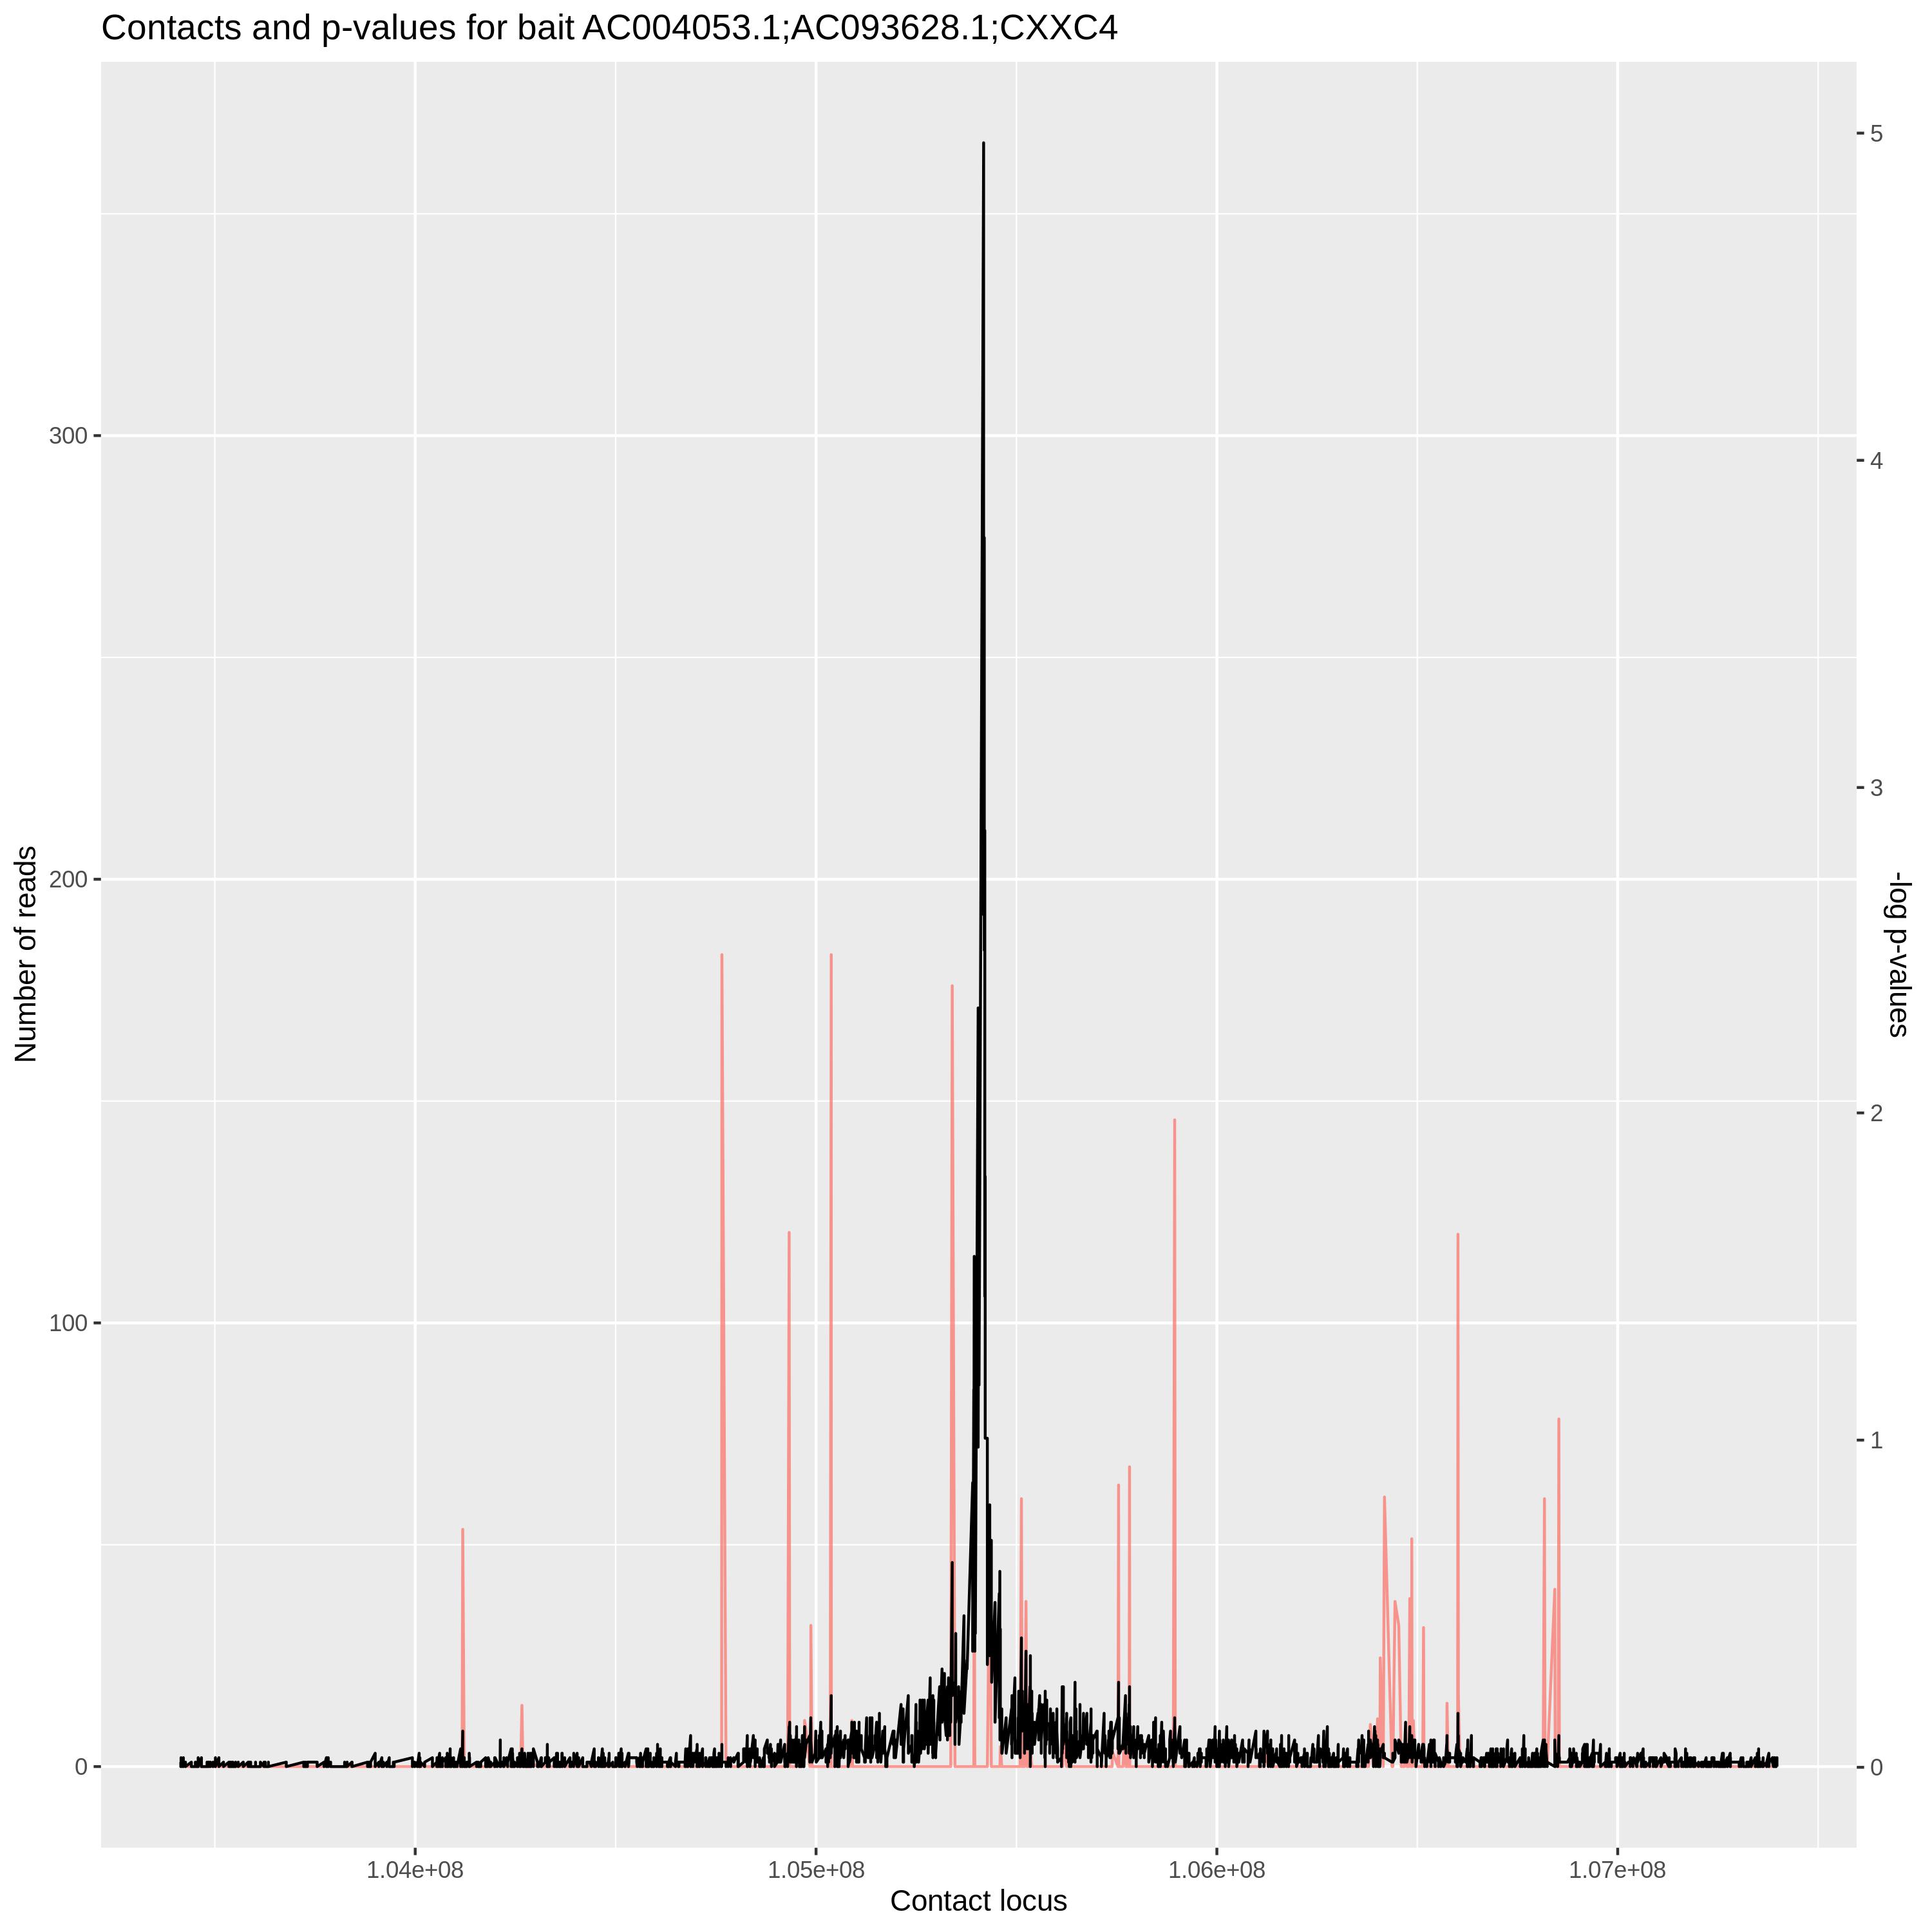 Contacts and p-values for bait AC004053.1;AC093628.1;CXXC4
Number of reads
300
200
100
0
5
4
3
2
1
0
-log p-values
1.04e+08 1.05e+08 1.06e+08 1.07e+08
Contact locus